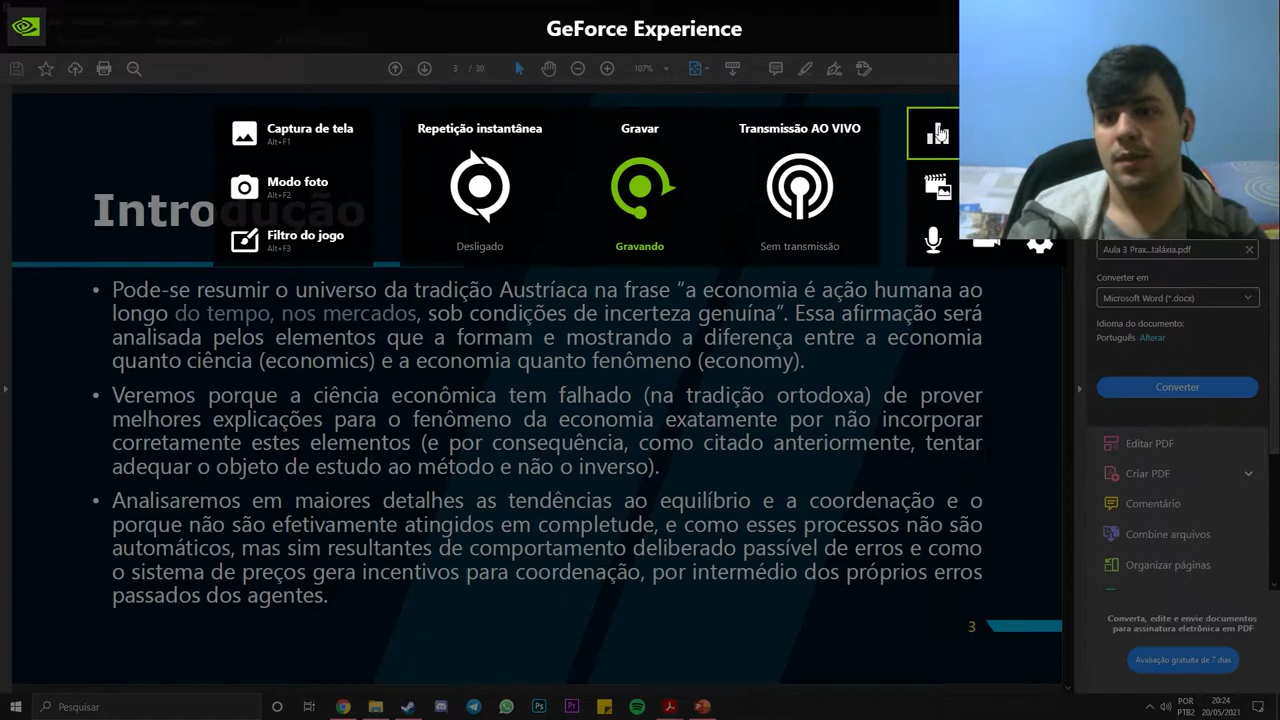 GeForce Experience
3 / 30
107%
Captura de tela
Alt+F1
Modo foto
Alt+F2
Filtro do jogo
Alt+F3
Repetição instantânea
Desligado
Gravar
Gravando
Transmissão AO VIVO
Sem transmissão
Introdução
• Pode-se resumir o universo da tradição Austríaca na frase “a economia é ação humana ao
longo do tempo, nos mercados, sob condições de incerteza genuína”. Essa afirmação será
analisada pelos elementos que a formam e mostrando a diferença entre a economia
quanto ciência (economics) e a economia quanto fenômeno (economy).
• Veremos porque a ciência econômica tem falhado (na tradição ortodoxa) de prover
melhores explicações para o fenômeno da economia exatamente por não incorporar
corretamente estes elementos (e por consequência, como citado anteriormente, tentar
adequar o objeto de estudo ao método e não o inverso).
• Analisaremos em maiores detalhes as tendências ao equilíbrio e a coordenação e o
porque não são efetivamente atingidos em completude, e como esses processos não são
automáticos, mas sim resultantes de comportamento deliberado passível de erros e como
o sistema de preços gera incentivos para coordenação, por intermédio dos próprios erros
passados dos agentes.
3
Aula 3 Prax...taláxia.pdf
Converter em
Microsoft Word (*.docx)
Idioma do documento:
Português Alterar
Converter
Editar PDF
Criar PDF
Comentário
Combine arquivos
Organizar páginas
Converta, edite e envie documentos
para assinatura eletrônica em PDF
Avaliação gratuita de 7 dias
Pesquisar
Ps
Pr
POR
PTB2
20:24
20/05/2021